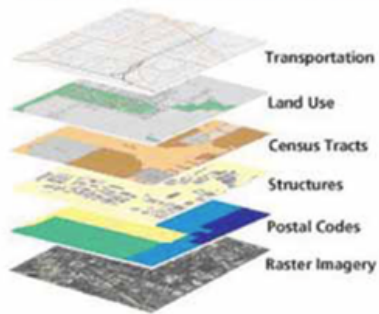 Transportation
Land Use
Census Tracts
Structures
Postal Codes
Raster Imagery